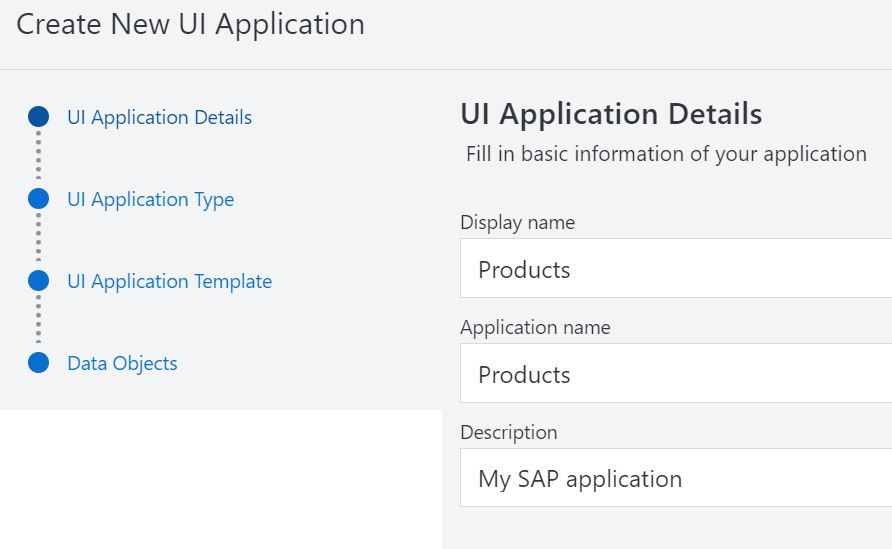 Create New UI Application
UI Application Details
UI Application Type
UI Application Template
Data Objects
UI Application Details
Fill in basic information of your application
Display name
Products
Application name
Products
Description
My SAP application